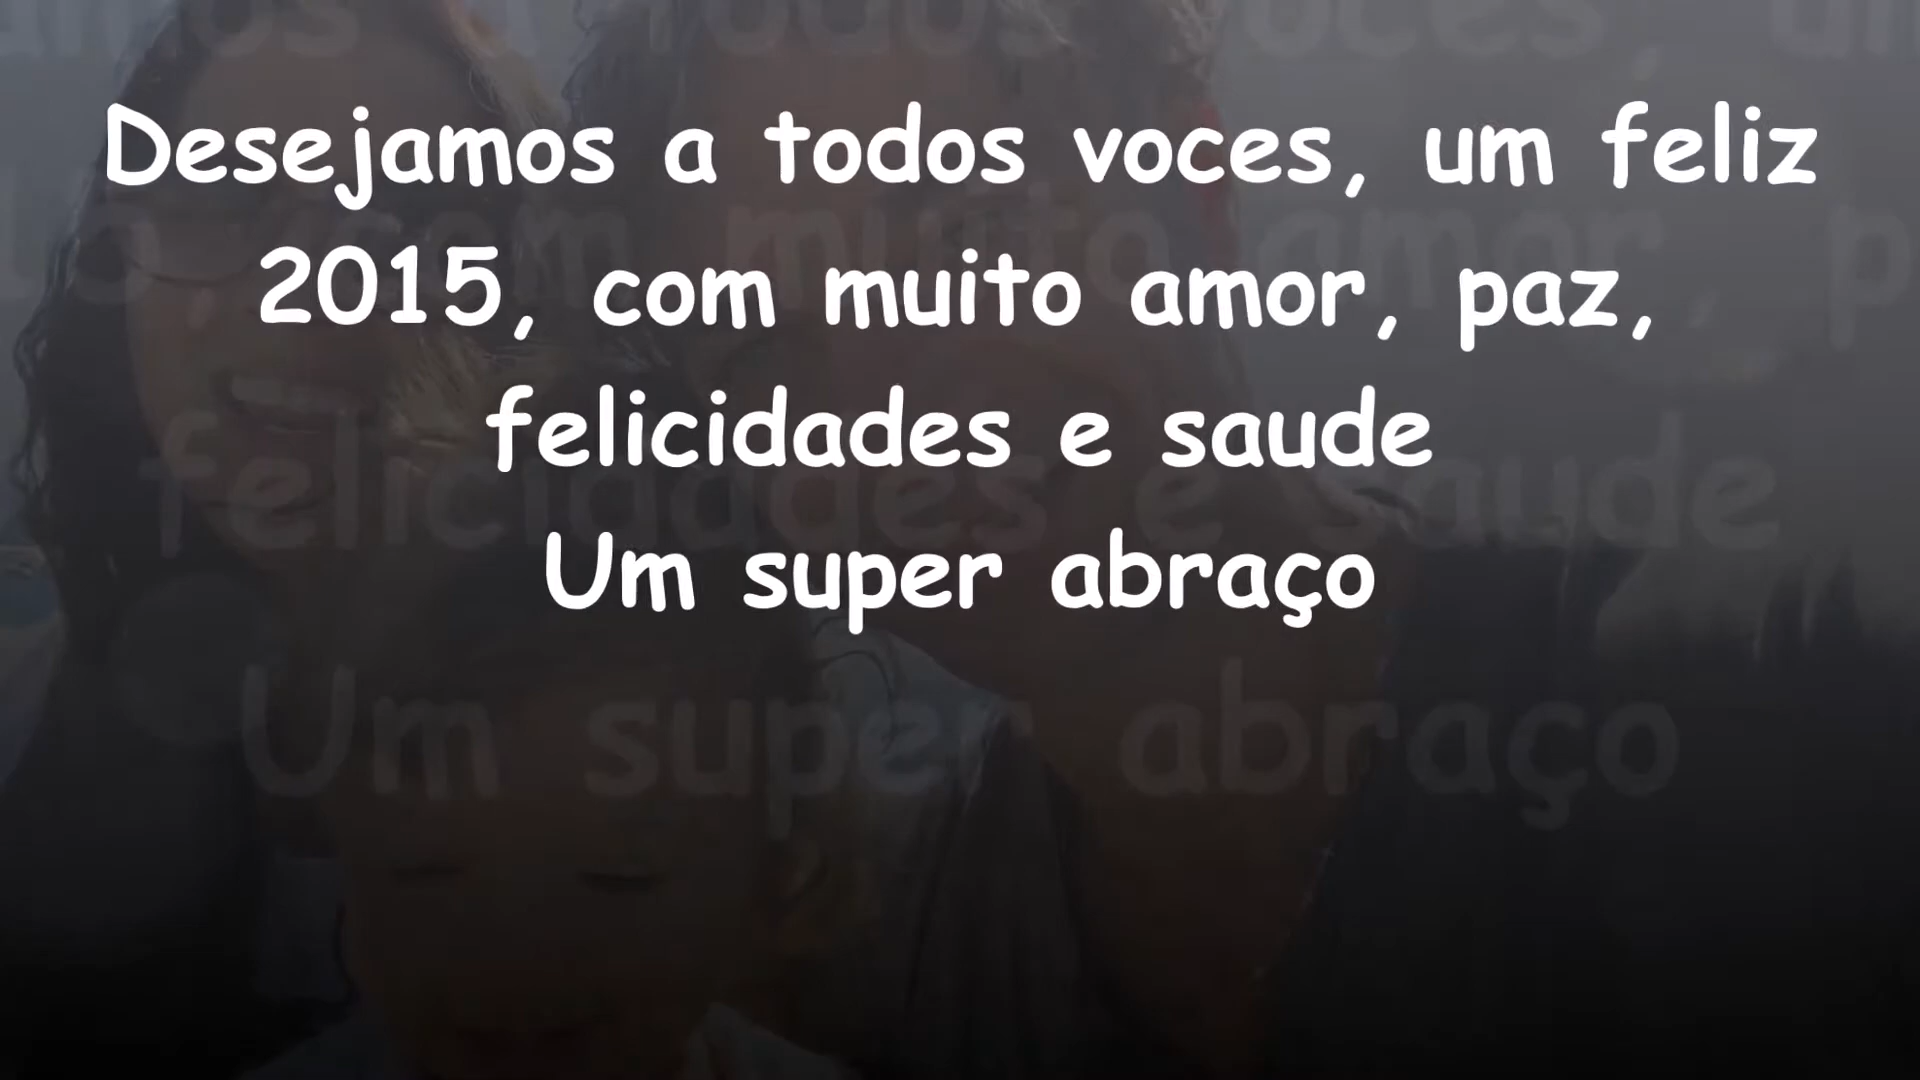 Desejamos a todos voces, um feliz
2015, com muito amor, paz,
felicidades e saude
Um super abraço